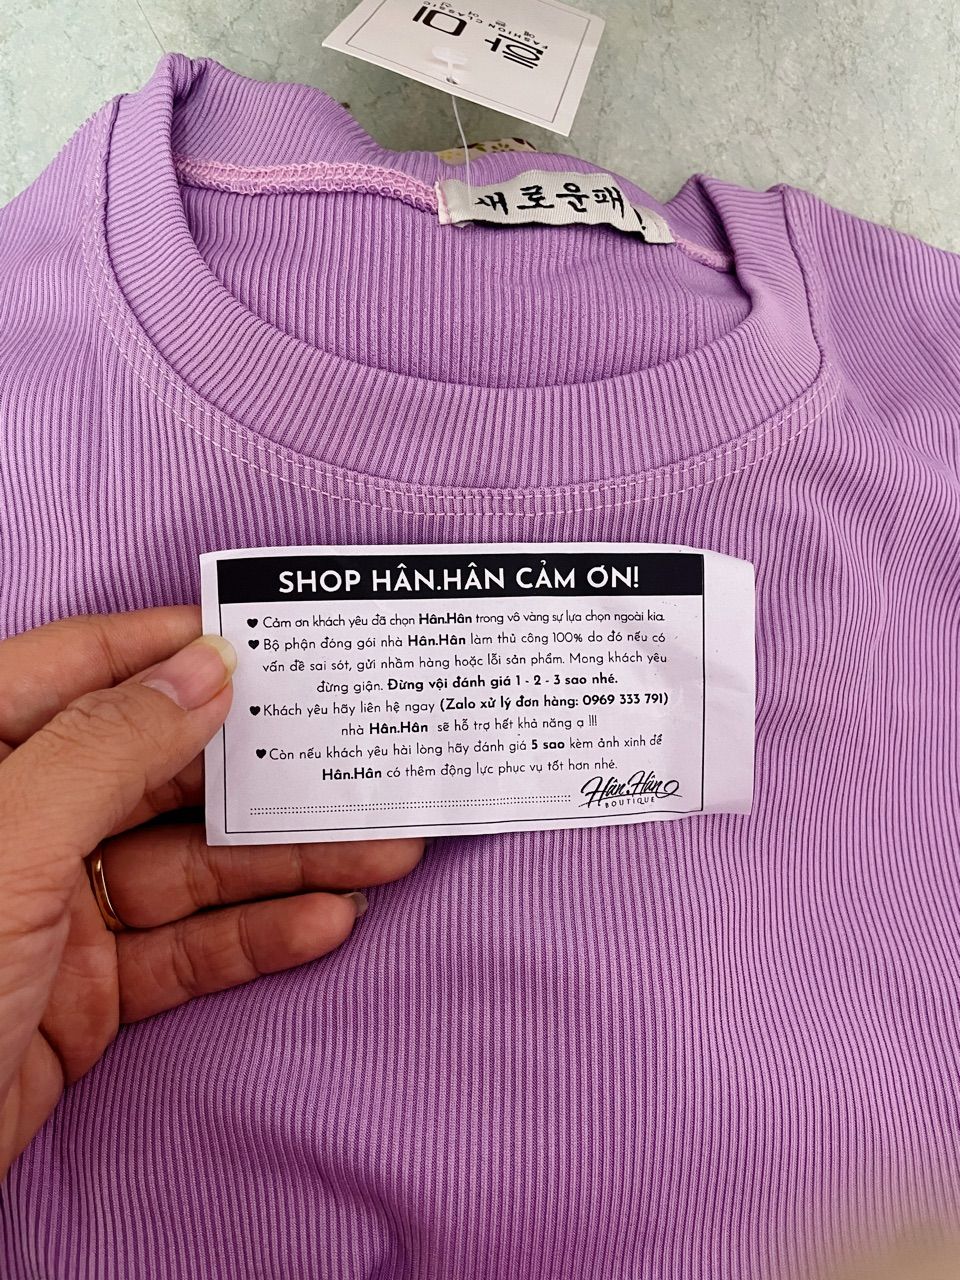 FASHION CLASSIC
새로운패
SHOP HÂN.HÂN CẢM ƠN!
Cảm ơn khách yêu đã chọn Hân.Hân trong vô vàng sự lựa chọn ngoài kia.
Bộ phận đóng gói nhà Hân.Hân làm thủ công 100% do đó nếu có
vấn đề sai sót, gửi nhầm hàng hoặc lỗi sản phẩm. Mong khách yêu
đừng giận. Đừng vội đánh giá 1 - 2 - 3 sao nhé.
Khách yêu hãy liên hệ ngay (Zalo xử lý đơn hàng: 0969 333 791)
nhà Hân.Hân sẽ hỗ trợ hết khả năng ạ !!!
Còn nếu khách yêu hài lòng hãy đánh giá 5 sao kèm ảnh xinh để
Hân.Hân có thêm động lực phục vụ tốt hơn nhé.
Hân.Hân
BOUTIQUE